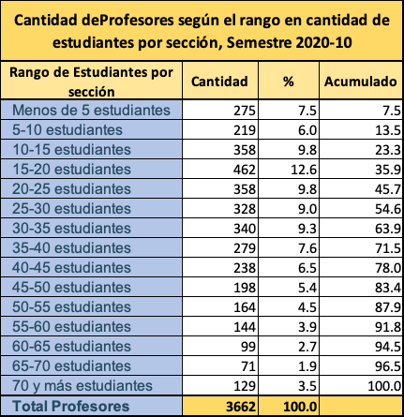 Cantidad deProfesores según el rango en cantidad de
estudiantes por sección, Semestre 2020-10
Rango de Estudiantes por sección Cantidad % Acumulado
Menos de 5 estudiantes 275 7.5 7.5
5-10 estudiantes 219 6.0 13.5
10-15 estudiantes 358 9.8 23.3
15-20 estudiantes 462 12.6 35.9
20-25 estudiantes 358 9.8 45.7
25-30 estudiantes 328 9.0 54.6
30-35 estudiantes 340 9.3 63.9
35-40 estudiantes 279 7.6 71.5
40-45 estudiantes 238 6.5 78.0
45-50 estudiantes 198 5.4 83.4
50-55 estudiantes 164 4.5 87.9
55-60 estudiantes 144 3.9 91.8
60-65 estudiantes 99 2.7 94.5
65-70 estudiantes 71 1.9 96.5
70 y más estudiantes 129 3.5 100.0
Total Profesores 3662 100.0